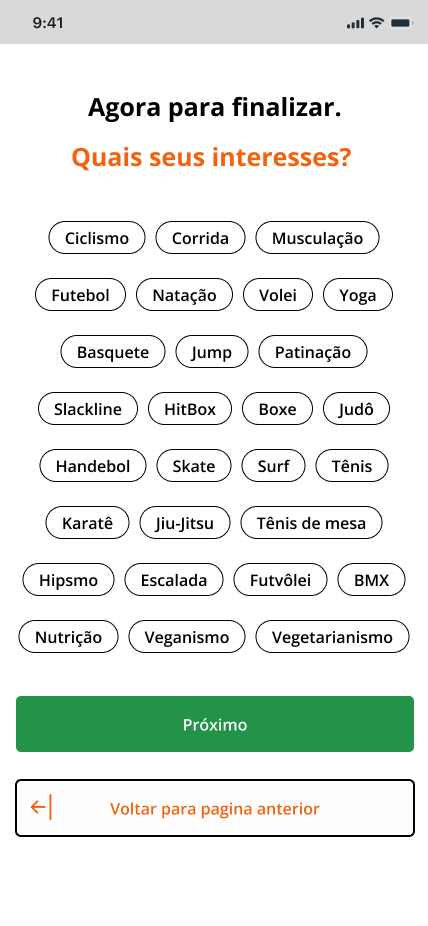 9:41
Agora para finalizar.
Quais seus interesses?
Ciclismo Corrida Musculação
Futebol Natação Volei Yoga
Basquete Jump Patinação
Slackline HitBox Boxe Judô
Handebol Skate Surf Tênis
Karatê Jiu-Jitsu Tênis de mesa
Hipsmo Escalada Futvôlei BMX
Nutrição Veganismo Vegetarianismo
Próximo
Voltar para pagina anterior